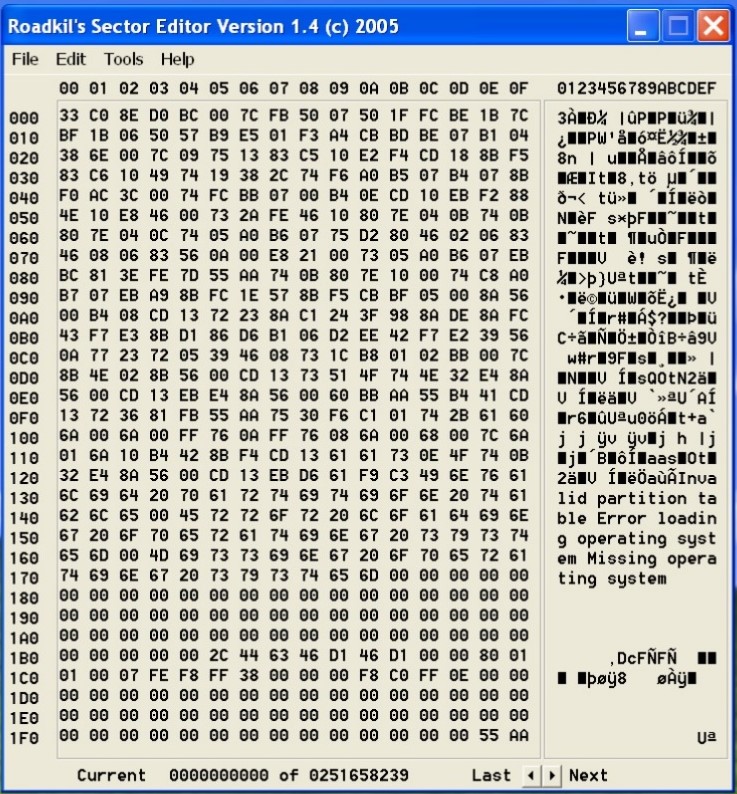 Roadkil's Sector Editor Version 1.4 (c) 2005
File Edit Tools Help
00 01 02 03 04 05 06 07 08 09 0A 0B 0C 0D 0E 0F 0123456789ABCDEF
000 33 C0 8E D0 BC 00 7C FB 50 07 50 1F FC BE 1B 7C 3À■Ð¼ |ûP■P■ü¾■|
010 BF 1B 06 50 57 B9 E5 01 F3 A4 CB BD BE 07 B1 04 ¿■■PW¹å■ó¤Ë½¾■±■
020 38 6E 00 7C 09 75 13 83 C5 10 E2 F4 CD 18 8B F5 8n | u■■Å■âôÍ■■õ
030 83 C6 10 49 74 19 38 2C 74 F6 A0 B5 07 B4 07 8B ■Æ■It■8,tö µ■´■■
040 F0 AC 3C 00 74 FC BB 07 00 B4 0E CD 10 EB F2 88 ð¬< tü»■ ´■Í■ëò■
050 4E 10 E8 46 00 73 2A FE 46 10 80 7E 04 0B 74 0B N■èF s*þF■■~■■t■
060 80 7E 04 0C 74 05 A0 B6 07 75 D2 80 46 02 06 83 ■~■■t■ ¶■uÒ■F■■■
070 46 08 06 83 56 0A 00 E8 21 00 73 05 A0 B6 07 EB F■■■V è! s■ ¶■ë
080 BC 81 3E FE 7D 55 AA 74 0B 80 7E 10 00 74 C8 A0 ¼■>þ}Uªt■■~■ tÈ
090 B7 07 EB A9 8B FC 1E 57 8B F5 CB BF 05 00 8A 56 ·■ë©■ü■W■õË¿■ ■V
0A0 00 B4 08 CD 13 72 23 8A C1 24 3F 98 8A DE 8A FC ´■Í■r#■Á$?■■Þ■ü
0B0 43 F7 E3 8B D1 86 D6 B1 06 D2 EE 42 F7 E2 39 56 C÷ã■Ñ■Ö±■ÒîB÷â9V
0C0 0A 77 23 72 05 39 46 08 73 1C B8 01 02 BB 00 7C w#r■9F■s■¸■■» |
0D0 8B 4E 02 8B 56 00 CD 13 73 51 4F 74 4E 32 E4 8A ■N■■V Í■sQOtN2ä■
0E0 56 00 CD 13 EB E4 8A 56 00 60 BB AA 55 B4 41 CD V Í■ëä■V `»ªU´AÍ
0F0 13 72 36 81 FB 55 AA 75 30 F6 C1 01 74 2B 61 60 ■r6■ûUªu0öÁ■t+a`
100 6A 00 6A 00 FF 76 0A FF 76 08 6A 00 68 00 7C 6A j j ÿv ÿv■j h |j
110 01 6A 10 B4 42 8B F4 CD 13 61 61 73 0E 4F 74 0B ■j■´B■ôÍ■aas■Ot■
120 32 E4 8A 56 00 CD 13 EB D6 61 F9 C3 49 6E 76 61 2ä■V Í■ëÖaùÃInva
130 6C 69 64 20 70 61 72 74 69 74 69 6F 6E 20 74 61 lid partition ta
140 62 6C 65 00 45 72 72 6F 72 20 6C 6F 61 64 69 6E ble Error loadin
150 67 20 6F 70 65 72 61 74 69 6E 67 20 73 79 73 74 g operating syst
160 65 6D 00 4D 69 73 73 69 6E 67 20 6F 70 65 72 61 em Missing opera
170 74 69 6E 67 20 73 79 73 74 65 6D 00 00 00 00 00 ting system
180 00 00 00 00 00 00 00 00 00 00 00 00 00 00 00 00
190 00 00 00 00 00 00 00 00 00 00 00 00 00 00 00 00
1A0 00 00 00 00 00 00 00 00 00 00 00 00 00 00 00 00
1B0 00 00 00 00 00 2C 44 63 46 D1 46 D1 00 00 80 01 ,DcFÑFÑ ■■
1C0 01 00 07 FE F8 FF 38 00 00 00 F8 C0 FF 0E 00 00 ■ ■þøÿ8 øÀÿ■
1D0 00 00 00 00 00 00 00 00 00 00 00 00 00 00 00 00
1E0 00 00 00 00 00 00 00 00 00 00 00 00 00 00 00 00
1F0 00 00 00 00 00 00 00 00 00 00 00 00 00 00 55 AA Uª
Current 0000000000 of 0251658239 Last Next